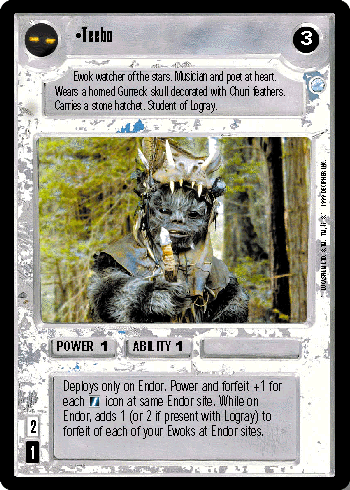 •Teebo
3
Ewok watcher of the stars. Musician and poet at heart.
Wears a horned Gurreck skull decorated with Churi feathers.
Carries a stone hatchet. Student of Logray.
POWER 1 ABILITY 1
Deploys only on Endor. Power and forfeit +1 for
each icon at same Endor site. While on
Endor, adds 1 (or 2 if present with Logray) to
forfeit of each of your Ewoks at Endor sites.
2
1